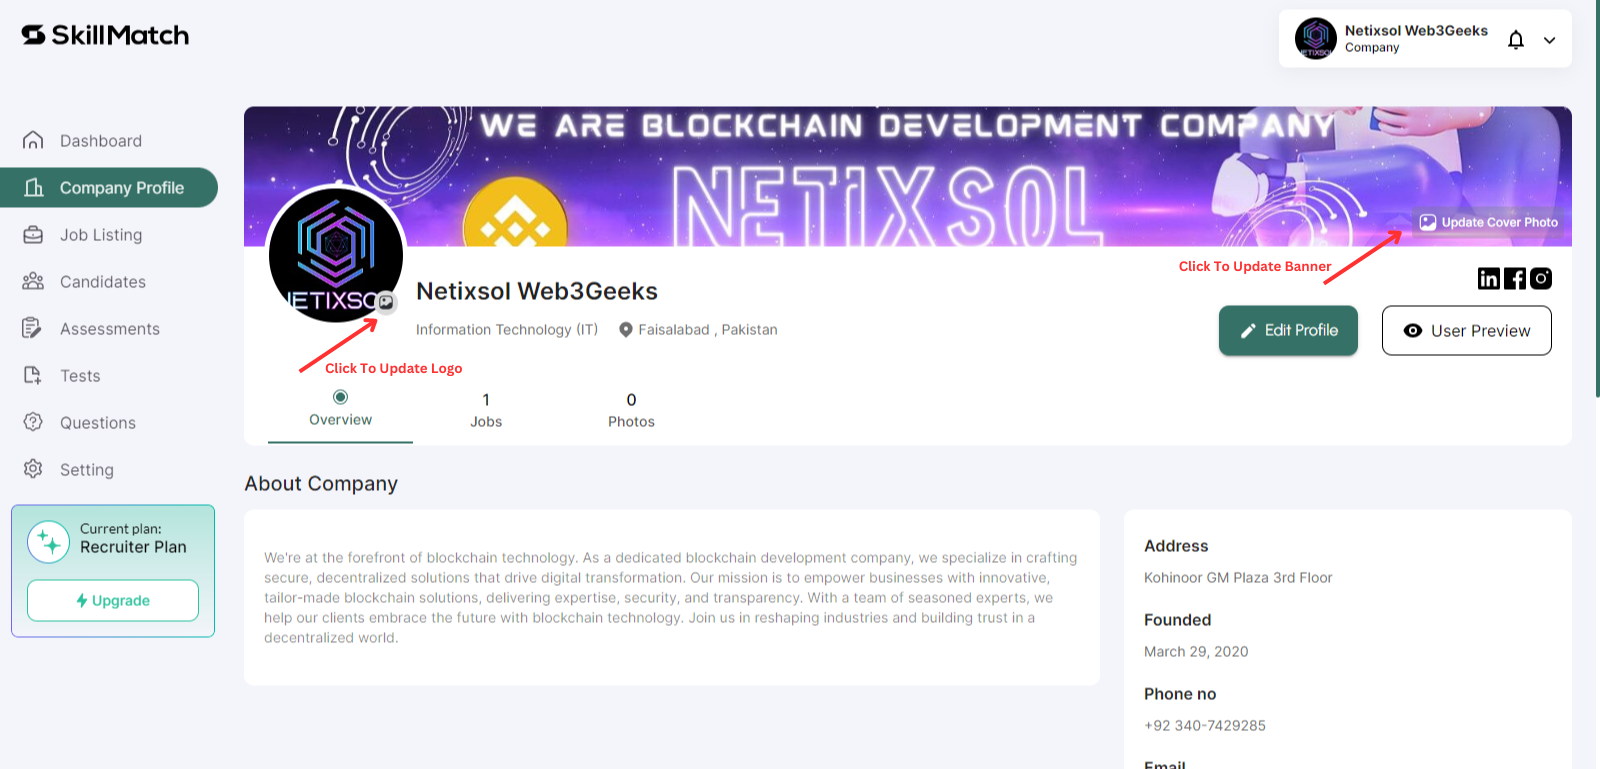 SkillMatch
Netixsol Web3Geeks
Company
Dashboard
Company Profile
Job Listing
Candidates
Assessments
Tests
Questions
Setting
Current plan:
Recruiter Plan
Upgrade
WE ARE BLOCKCHAIN DEVELOPMENT COMPANY
NETIXSOL
Update Cover Photo
Click To Update Banner
NETIXSOL
Netixsol Web3Geeks
Information Technology (IT)
Faisalabad , Pakistan
Click To Update Logo
Edit Profile
User Preview
Overview
1
Jobs
0
Photos
About Company
We're at the forefront of blockchain technology. As a dedicated blockchain development company, we specialize in crafting
secure, decentralized solutions that drive digital transformation. Our mission is to empower businesses with innovative,
tailor-made blockchain solutions, delivering expertise, security, and transparency. With a team of seasoned experts, we
help our clients embrace the future with blockchain technology. Join us in reshaping industries and building trust in a
decentralized world.
Address
Kohinoor GM Plaza 3rd Floor
Founded
March 29, 2020
Phone no
+92 340-7429285
Email